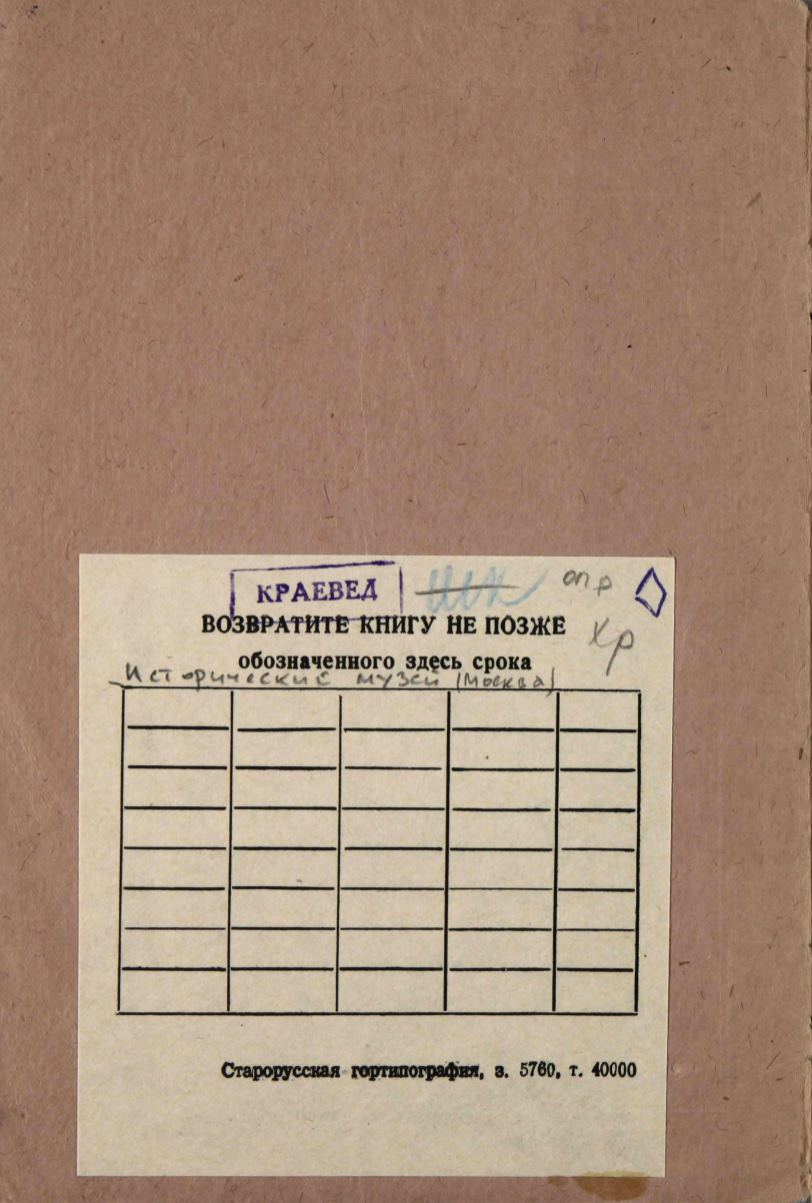 КРАЕВЕД
опр
ВОЗВРАТИТЕ КНИГУ НЕ ПОЗЖЕ
Хр
обозначенного здесь срока
Исторические музеи (Москва)
Старорусская гортипография, з. 5760, т. 40000